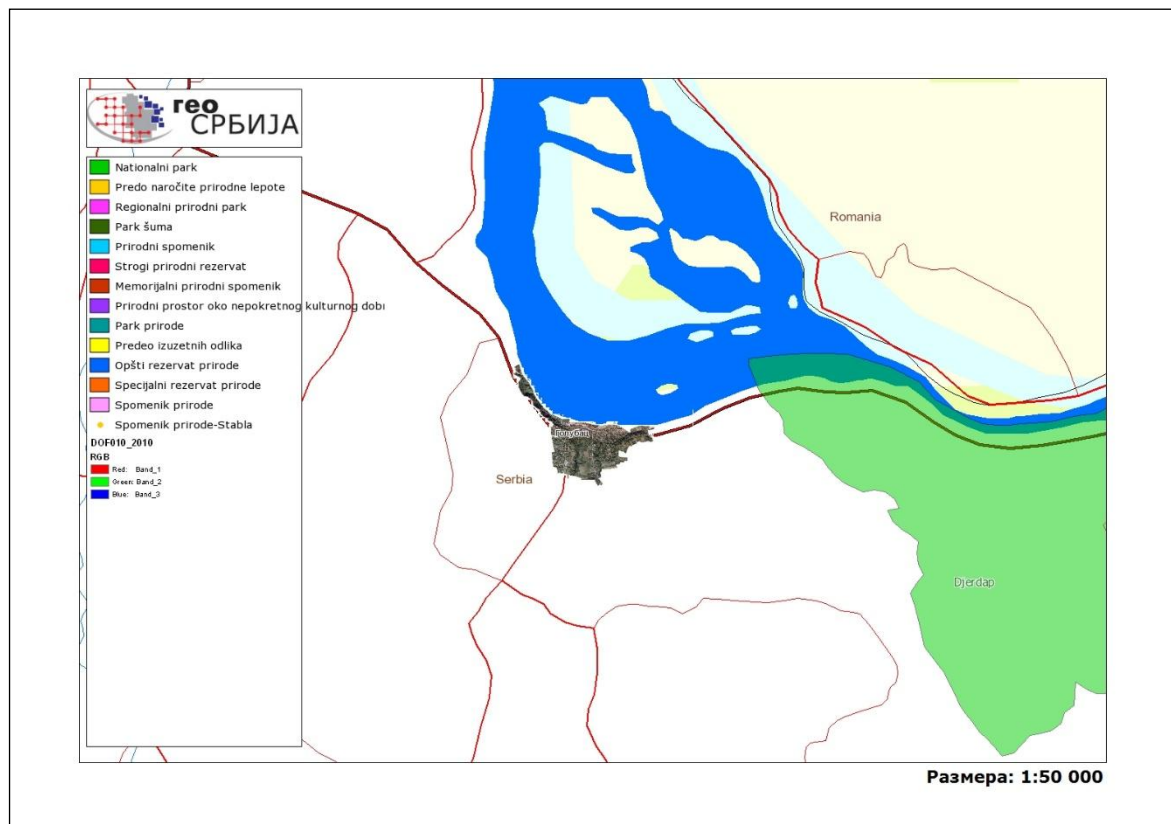 гео
СРБИЈА
Nationalni park
Predo naročite prirodne lepote
Regionalni prirodni park
Park šuma
Prirodni spomenik
Strogi prirodni rezervat
Memorijalni prirodni spomenik
Prirodni prostor oko nepokretnog kulturnog dobı
Park prirode
Predeo izuzetnih odlika
Opšti rezervat prirode
Specijalni rezervat prirode
Spomenik prirode
Spomenik prirode-Stabla
DOF010_2010
RGB
Red: Band_1
Green: Band_2
Blue: Band_3
Romania
Голубац
Serbia
Djerdap
Размера: 1:50 000